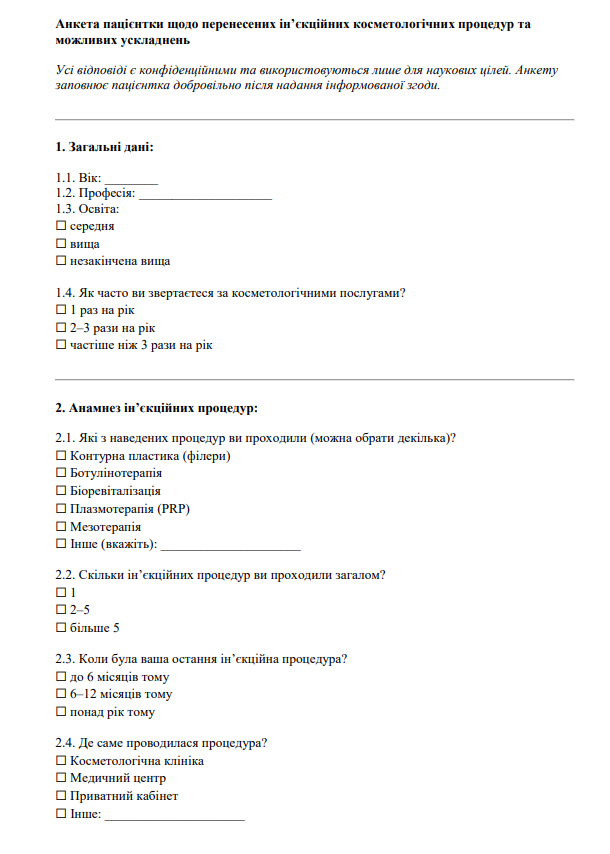 Анкета пацієнтки щодо перенесених ін’єкційних косметологічних процедур та
можливих ускладнень
Усі відповіді є конфіденційними та використовуються лише для наукових цілей. Анкету
заповнює пацієнтка добровільно після надання інформованої згоди.
1. Загальні дані:
1.1. Вік: ________
1.2. Професія: ____________________
1.3. Освіта:
☐ середня
☐ вища
☐ незакінчена вища
1.4. Як часто ви звертаєтеся за косметологічними послугами?
☐ 1 раз на рік
☐ 2–3 рази на рік
☐ частіше ніж 3 рази на рік
2. Анамнез ін’єкційних процедур:
2.1. Які з наведених процедур ви проходили (можна обрати декілька)?
☐ Контурна пластика (філери)
☐ Ботулінотерапія
☐ Біоревіталізація
☐ Плазмотерапія (PRP)
☐ Мезотерапія
☐ Інше (вкажіть): _____________________
2.2. Скільки ін’єкційних процедур ви проходили загалом?
☐ 1
☐ 2–5
☐ більше 5
2.3. Коли була ваша остання ін’єкційна процедура?
☐ до 6 місяців тому
☐ 6–12 місяців тому
☐ понад рік тому
2.4. Де саме проводилася процедура?
☐ Косметологічна клініка
☐ Медичний центр
☐ Приватний кабінет
☐ Інше: _____________________